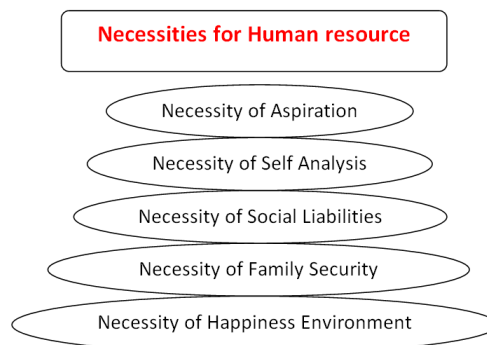 Necessities for Human resource
Necessity of Aspiration
Necessity of Self Analysis
Necessity of Social Liabilities
Necessity of Family Security
Necessity of Happiness Environment